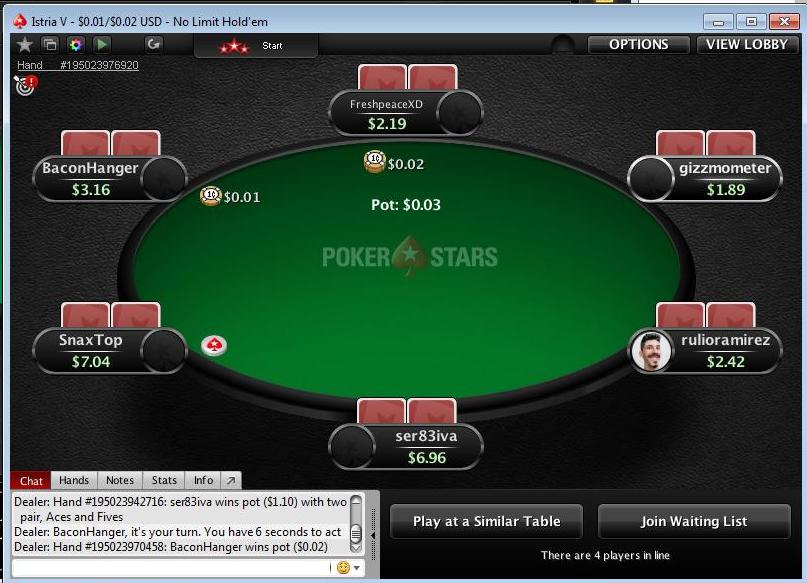 Istria V - $0.01/$0.02 USD - No Limit Hold'em
Start
OPTIONS
VIEW LOBBY
Hand #195023976920
!
FreshpeaceXD
$2.19
BaconHanger
$3.16
gizzmometer
$1.89
1¢ $0.02
1¢ $0.01
Pot: $0.03
POKER STARS
SnaxTop
$7.04
rulioramirez
$2.42
ser83iva
$6.96
Chat
Hands
Notes
Stats
Info
Dealer: Hand #195023942716: ser83iva wins pot ($1.10) with two
pair, Aces and Fives
Dealer: BaconHanger, it's your turn. You have 6 seconds to act
Dealer: Hand #195023970458: BaconHanger wins pot ($0.02)
Play at a Similar Table
Join Waiting List
There are 4 players in line